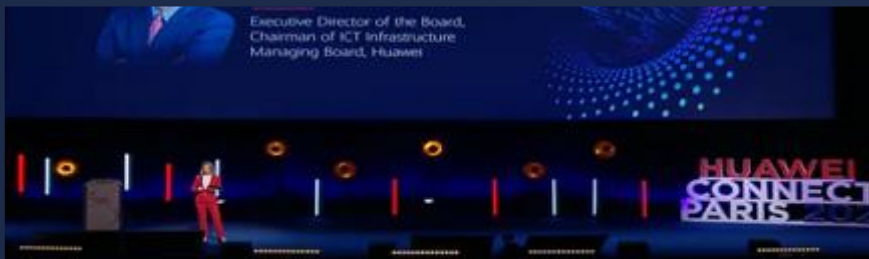 Executive Director of the Board,
Chairman of ICT Infrastructure
Managing Board, Huawei
HUAWEI
CONNECT
PARIS